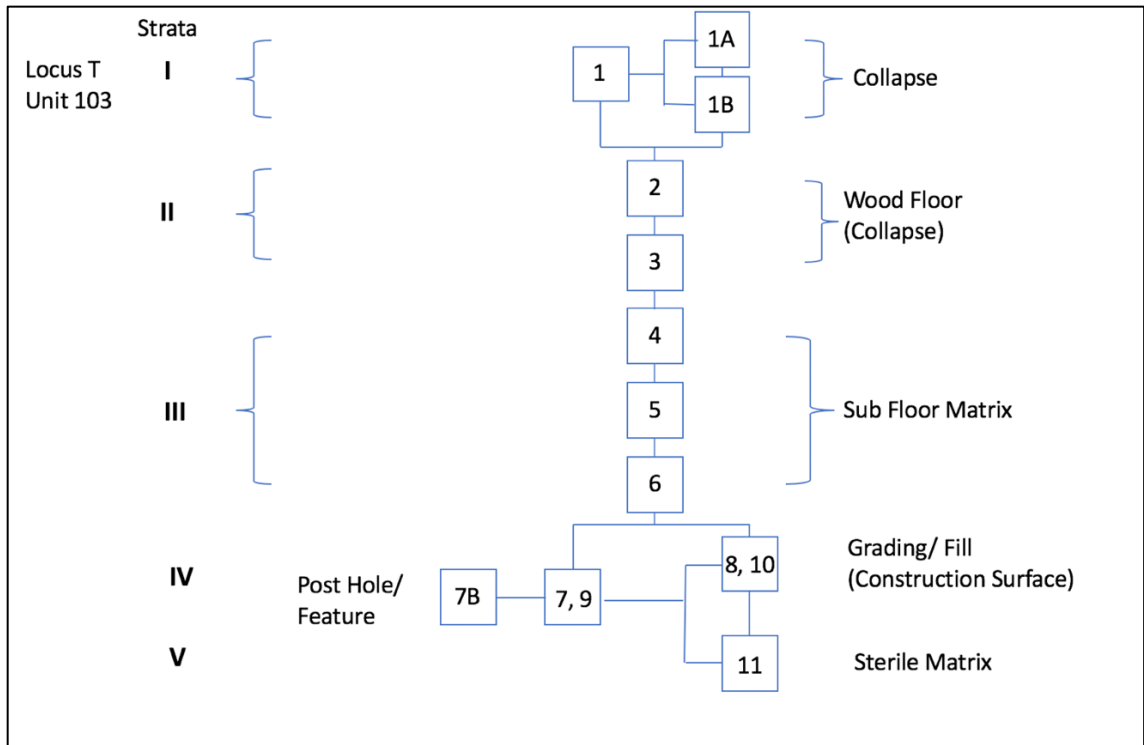 Strata
Locus T
Unit 103
I
1
1A
1B
Collapse
II
2
3
Wood Floor
(Collapse)
III
4
5
6
Sub Floor Matrix
IV
Post Hole/
Feature
7B
7, 9
8, 10
Grading/ Fill
(Construction Surface)
V
11
Sterile Matrix